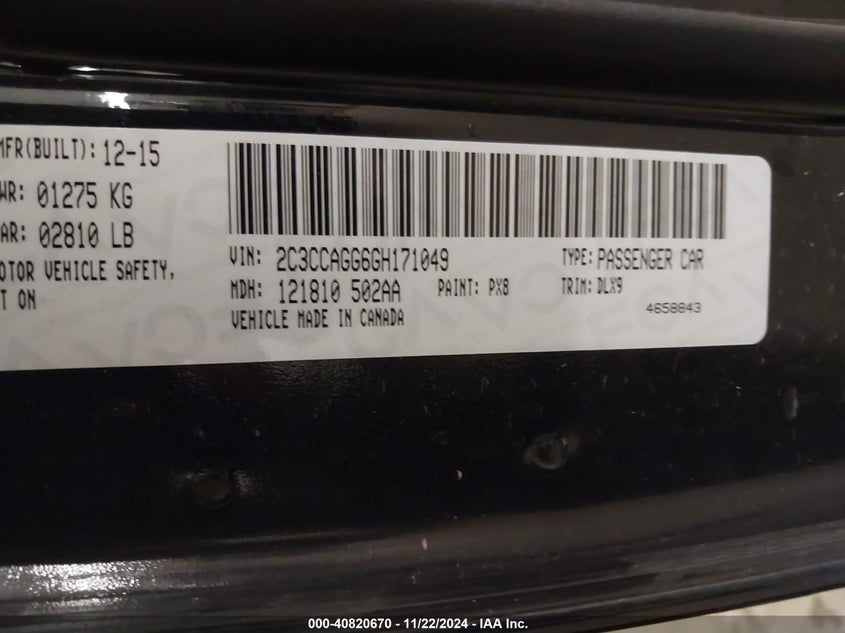 MFR(BUILT): 12-15
WR: 01275 KG
AR: 02810 LB
OTOR VEHICLE SAFETY,
T ON
VIN: 2C3CCAGG6GH171049 TYPE: PASSENGER CAR
MDH: 121810 502AA PAINT: PX8 TRIM: DLX9
VEHICLE MADE IN CANADA 4658843
000-40820670 - 11/22/2024 - IAA Inc.